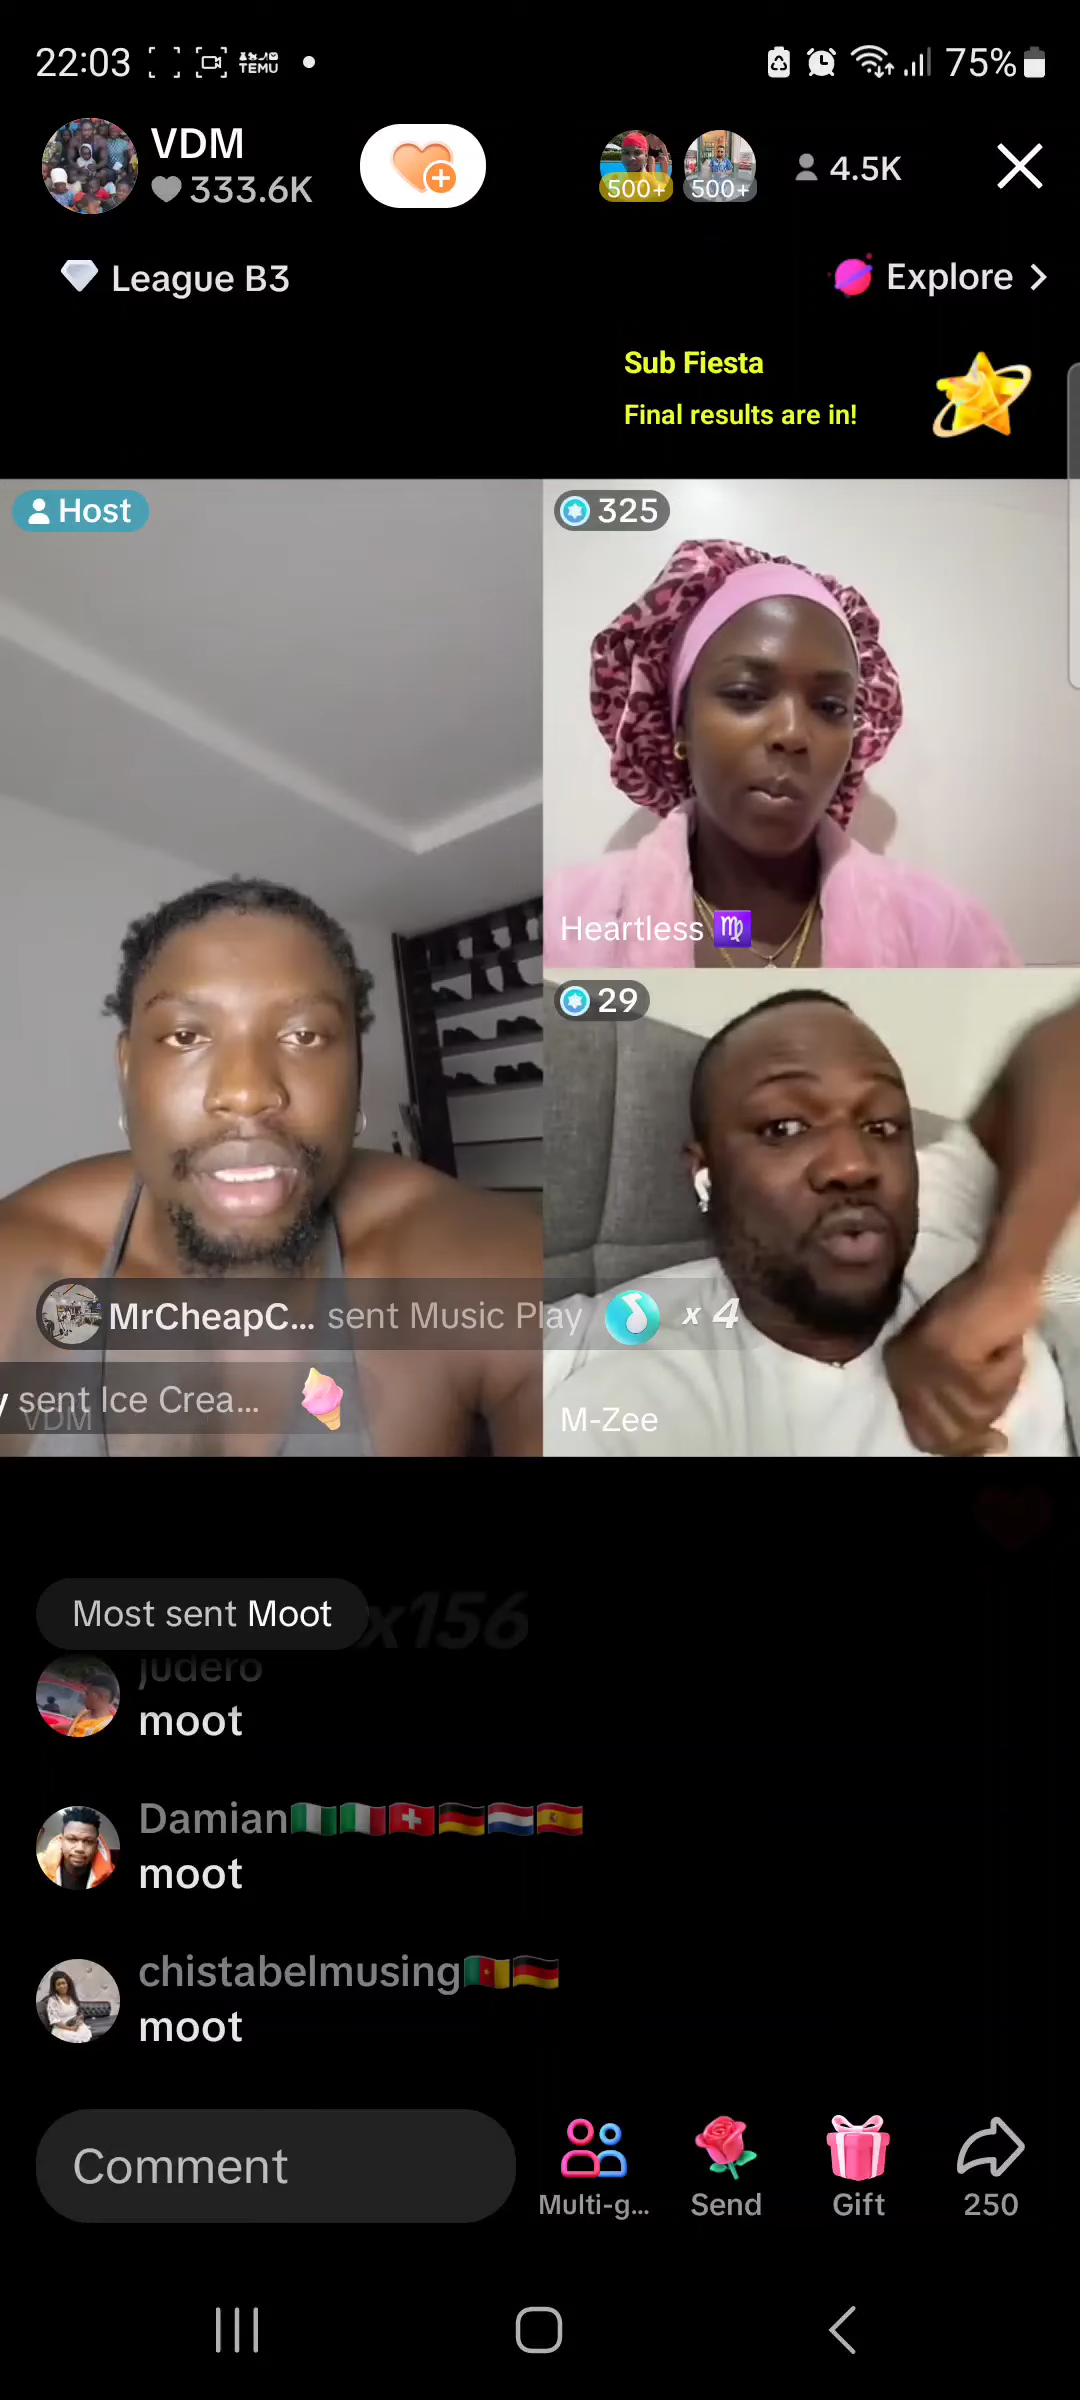 22:03 TEMU 75%
VDM
333.6K
500+ 500+ 4.5K
League B3
Explore
Sub Fiesta
Final results are in!
Host
325
Heartless ♍
29
MrCheapC... sent Music Play x 4
y sent Ice Crea...
VDM
M-Zee
Most sent Moot x156
judero
moot
Damian🇳🇬🇮🇹🇨🇭🇩🇪🇳🇱🇪🇸
moot
chistabelmusing🇨🇲🇩🇪
moot
Comment
Multi-g... Send Gift 250